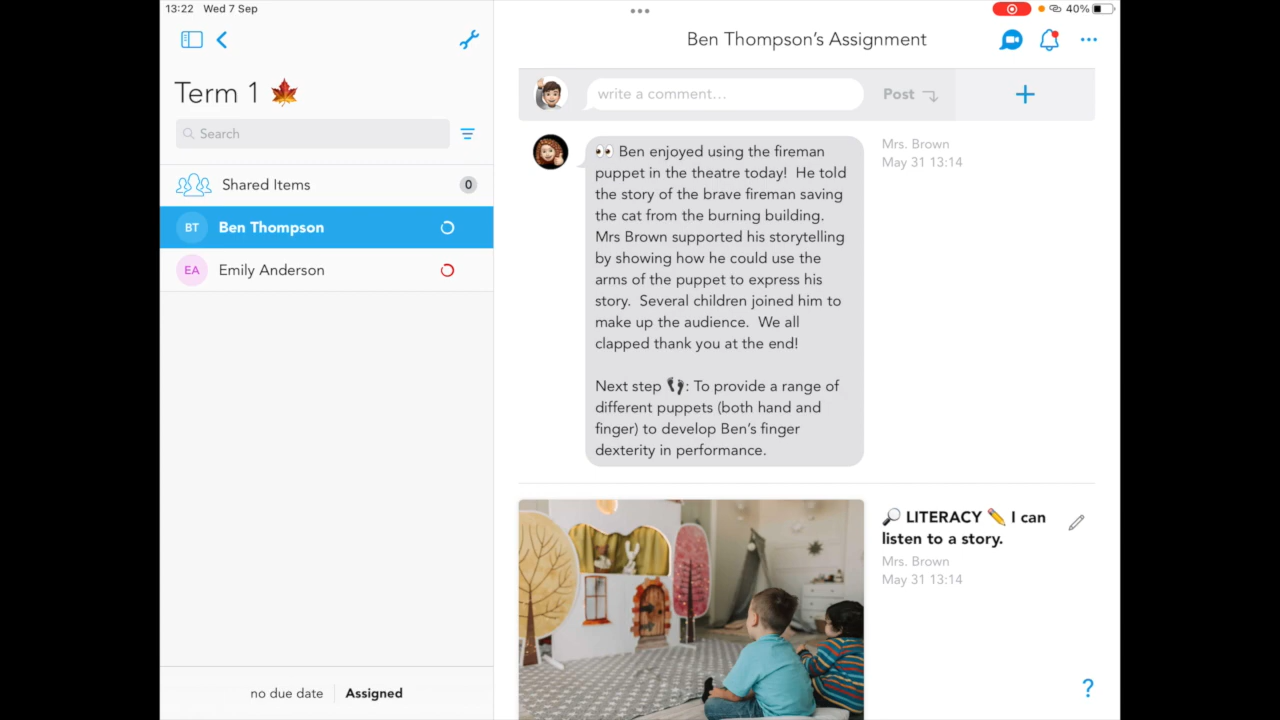 13:22 Wed 7 Sep
40%
Term 1 🍁
Search
Shared Items
0
BT
Ben Thompson
EA
Emily Anderson
no due date
Assigned
Ben Thompson’s Assignment
write a comment...
Post
👀 Ben enjoyed using the fireman
puppet in the theatre today!  He told
the story of the brave fireman saving
the cat from the burning building.
Mrs Brown supported his storytelling
by showing how he could use the
arms of the puppet to express his
story.  Several children joined him to
make up the audience.  We all
clapped thank you at the end!
Next step 👣: To provide a range of
different puppets (both hand and
finger) to develop Ben’s finger
dexterity in performance.
Mrs. Brown
May 31 13:14
🔎 LITERACY ✏️ I can
listen to a story.
Mrs. Brown
May 31 13:14
?